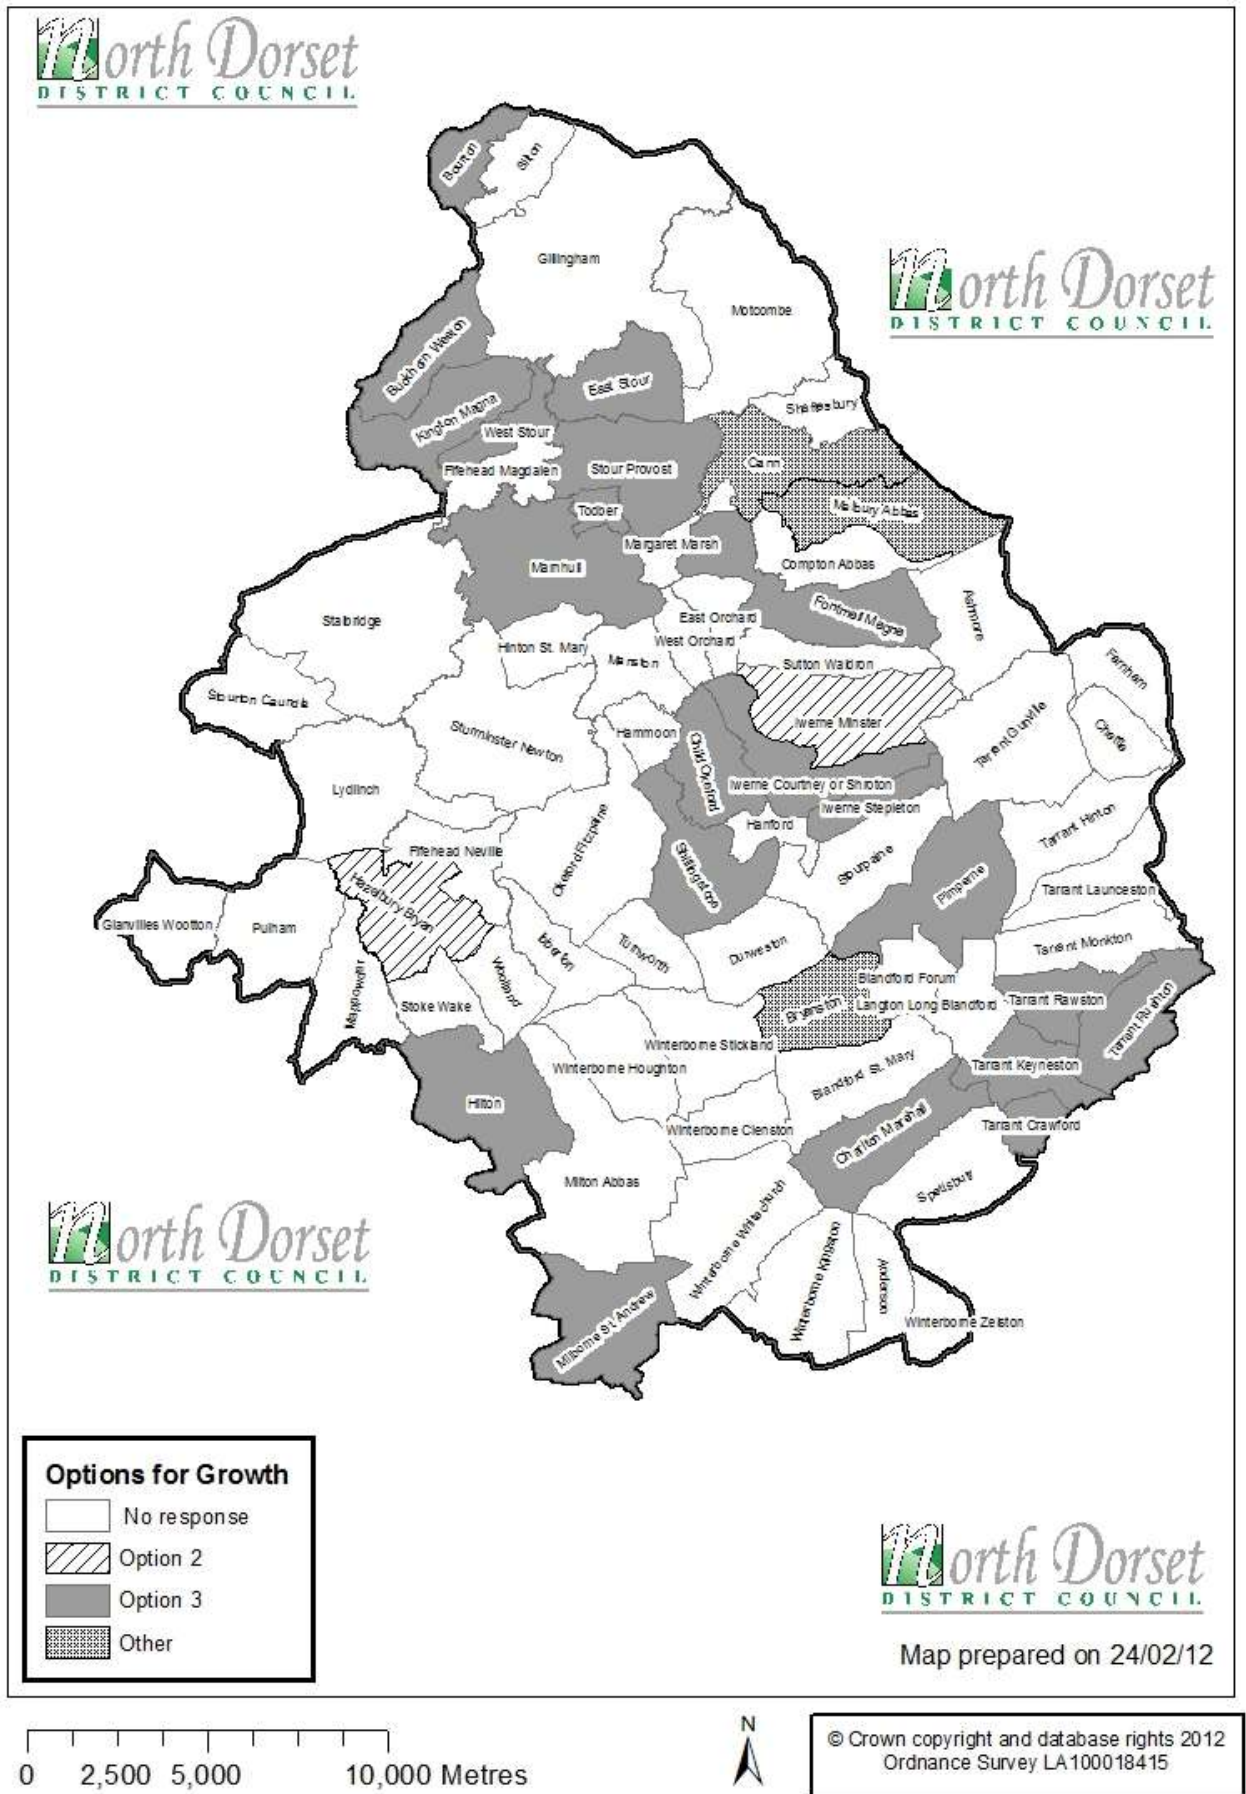 North Dorset
DISTRICT COUNCIL
Bourton
Silton
Gillingham
North Dorset
DISTRICT COUNCIL
Motcombe
Buckhorn Weston
East Stour
Kington Magna
Shaftesbury
West Stour
Fifehead Magdalen
Stour Provost
Cann
Todber
Melbury Abbas
Margaret Marsh
Marnhull
Compton Abbas
Fontmell Magna
Ashmore
Stalbridge
East Orchard
West Orchard
Hinton St. Mary
Manston
Sutton Waldron
Farnham
Stourton Caundle
Iwerne Minster
Hammoon
Sturminster Newton
Tarrant Gunville
Chettle
Child Okeford
Iwerne Courtney or Shroton
Lydlinch
Iwerne Stepleton
Hanford
Tarrant Hinton
Fifehead Neville
Okeford Fitzpaine
Shillingstone
Stourpaine
Pimperne
Hazelbury Bryan
Tarrant Launceston
Glanvilles Wootton
Pulham
Ibberton
Turnworth
Durweston
Tarrant Monkton
Mappowder
Woolland
Blandford Forum
Stoke Wake
Bryanston
Langton Long Blandford
Tarrant Rawston
Tarrant Rushton
Winterborne Stickland
Winterborne Houghton
Blandford St. Mary
Tarrant Keyneston
Hilton
Winterborne Clenston
Charlton Marshall
Tarrant Crawford
Milton Abbas
Spetisbury
North Dorset
DISTRICT COUNCIL
Winterborne Whitechurch
Winterborne Kingston
Anderson
Milborne St. Andrew
Winterborne Zelston
Options for Growth
No response
Option 2
Option 3
Other
North Dorset
DISTRICT COUNCIL
Map prepared on 24/02/12
0 2,500 5,000 10,000 Metres
N
© Crown copyright and database rights 2012
Ordnance Survey LA100018415